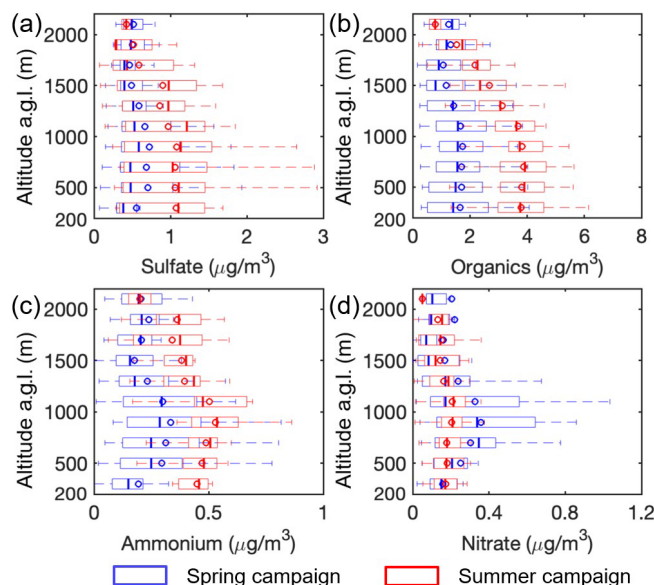 (a)
Altitude a.g.l. (m)
2000
1500
1000
500
200
0 1 2 3
Sulfate (μg/m³)
(b)
Altitude a.g.l. (m)
2000
1500
1000
500
200
0 2 4 6 8
Organics (μg/m³)
(c)
Altitude a.g.l. (m)
2000
1500
1000
500
200
0 0.5 1
Ammonium (μg/m³)
(d)
Altitude a.g.l. (m)
2000
1500
1000
500
200
0 0.4 0.8 1.2
Nitrate (μg/m³)
Spring campaign Summer campaign